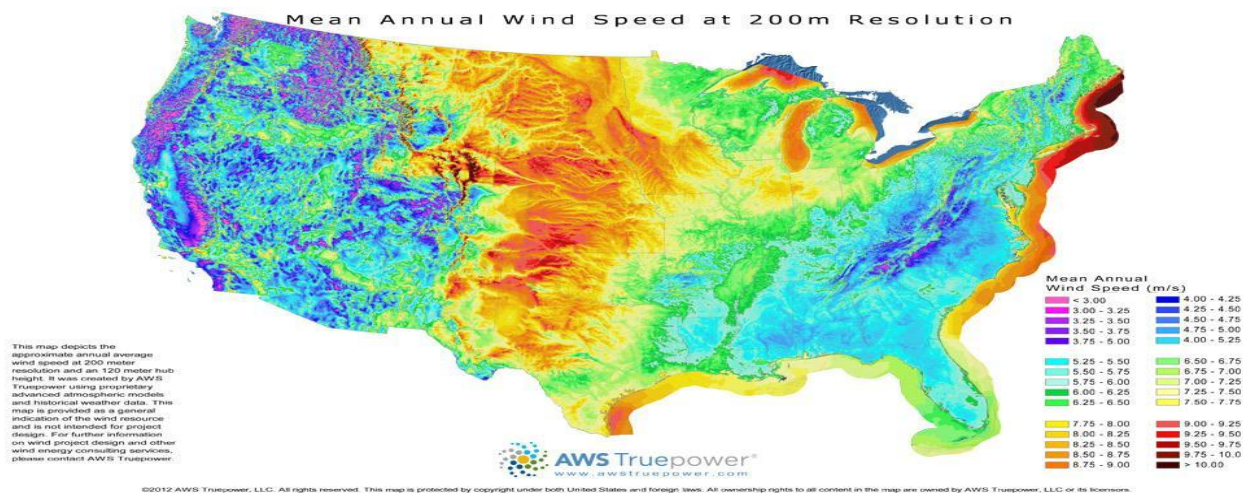 Mean Annual Wind Speed at 200m Resolution
Mean Annual
Wind Speed (m/s)
< 3.00
3.00 - 3.25
3.25 - 3.50
3.50 - 3.75
3.75 - 5.00
4.00 - 4.25
4.25 - 4.50
4.50 - 4.75
4.75 - 5.00
4.00 - 5.25
5.25 - 5.50
5.50 - 5.75
5.75 - 6.00
6.00 - 6.25
6.25 - 6.50
6.50 - 6.75
6.75 - 7.00
7.00 - 7.25
7.25 - 7.50
7.50 - 7.75
7.75 - 8.00
8.00 - 8.25
8.25 - 8.50
8.50 - 8.75
8.75 - 9.00
9.00 - 9.25
9.25 - 9.50
9.50 - 9.75
9.75 - 10.0
> 10.00
This map depicts the
approximate annual average
wind speed at 200 meter
resolution and an 120 meter hub
height. It was created by AWS
Truepower using proprietary
advanced atmospheric models
and historical weather data. This
map is provided as a general
indication of the wind resource
and is not intended for project
design. For further information
on wind project design and other
wind energy consulting services,
please contact AWS Truepower.
AWS Truepower®
www.awstruepower.com
©2012 AWS Truepower, LLC. All rights reserved. This map is protected by copyright under both United States and foreign laws. All ownership rights to all content in the map are owned by AWS Truepower, LLC or its licensors.